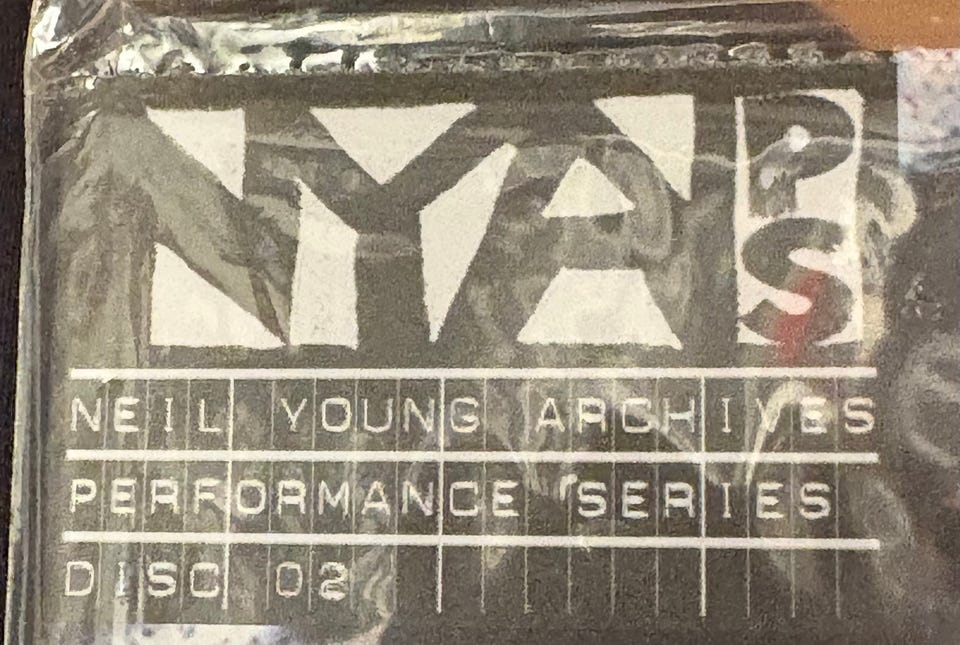 NYA PS
NEIL YOUNG ARCHIVES
PERFORMANCE SERIES
DISC 02